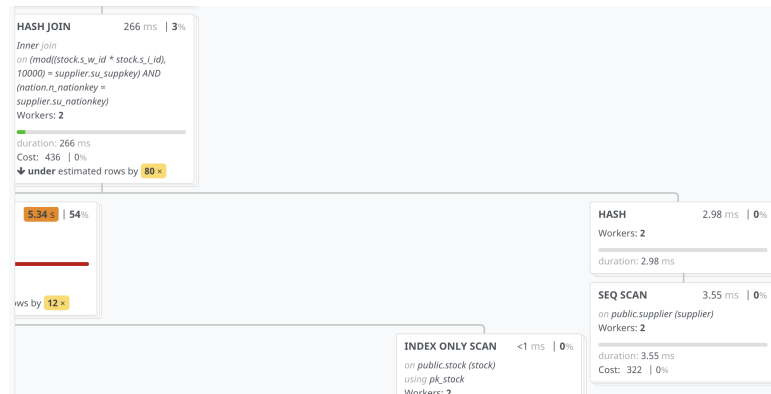 HASH JOIN 266 ms | 3%
Inner join
on (mod((stock.s_w_id * stock.s_i_id),
10000) = supplier.su_suppkey) AND
(nation.n_nationkey =
supplier.su_nationkey)
Workers: 2
duration: 266 ms
Cost: 436 | 0%
under estimated rows by 80 ×
5.34 s | 54%
ws by 12 ×
HASH 2.98 ms | 0%
Workers: 2
duration: 2.98 ms
SEQ SCAN 3.55 ms | 0%
on public.supplier (supplier)
Workers: 2
duration: 3.55 ms
Cost: 322 | 0%
INDEX ONLY SCAN <1 ms | 0%
on public.stock (stock)
using pk_stock
Workers: 2